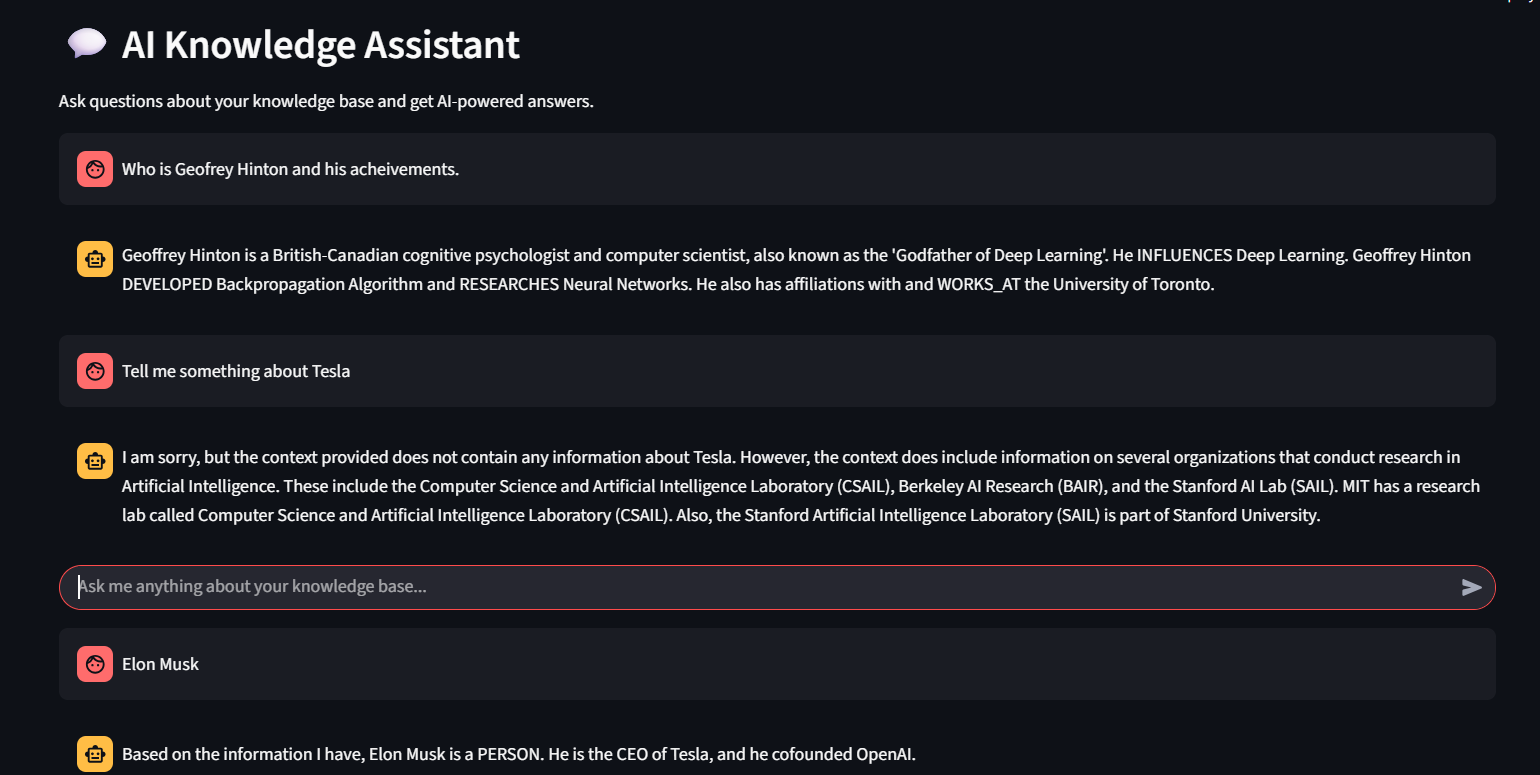 AI Knowledge Assistant
Ask questions about your knowledge base and get AI-powered answers.
Who is Geofrey Hinton and his acheivements.
Geoffrey Hinton is a British-Canadian cognitive psychologist and computer scientist, also known as the 'Godfather of Deep Learning'. He INFLUENCES Deep Learning. Geoffrey Hinton
DEVELOPED Backpropagation Algorithm and RESEARCHES Neural Networks. He also has affiliations with and WORKS_AT the University of Toronto.
Tell me something about Tesla
I am sorry, but the context provided does not contain any information about Tesla. However, the context does include information on several organizations that conduct research in
Artificial Intelligence. These include the Computer Science and Artificial Intelligence Laboratory (CSAIL), Berkeley AI Research (BAIR), and the Stanford AI Lab (SAIL). MIT has a research
lab called Computer Science and Artificial Intelligence Laboratory (CSAIL). Also, the Stanford Artificial Intelligence Laboratory (SAIL) is part of Stanford University.
Ask me anything about your knowledge base...
Elon Musk
Based on the information I have, Elon Musk is a PERSON. He is the CEO of Tesla, and he cofounded OpenAI.